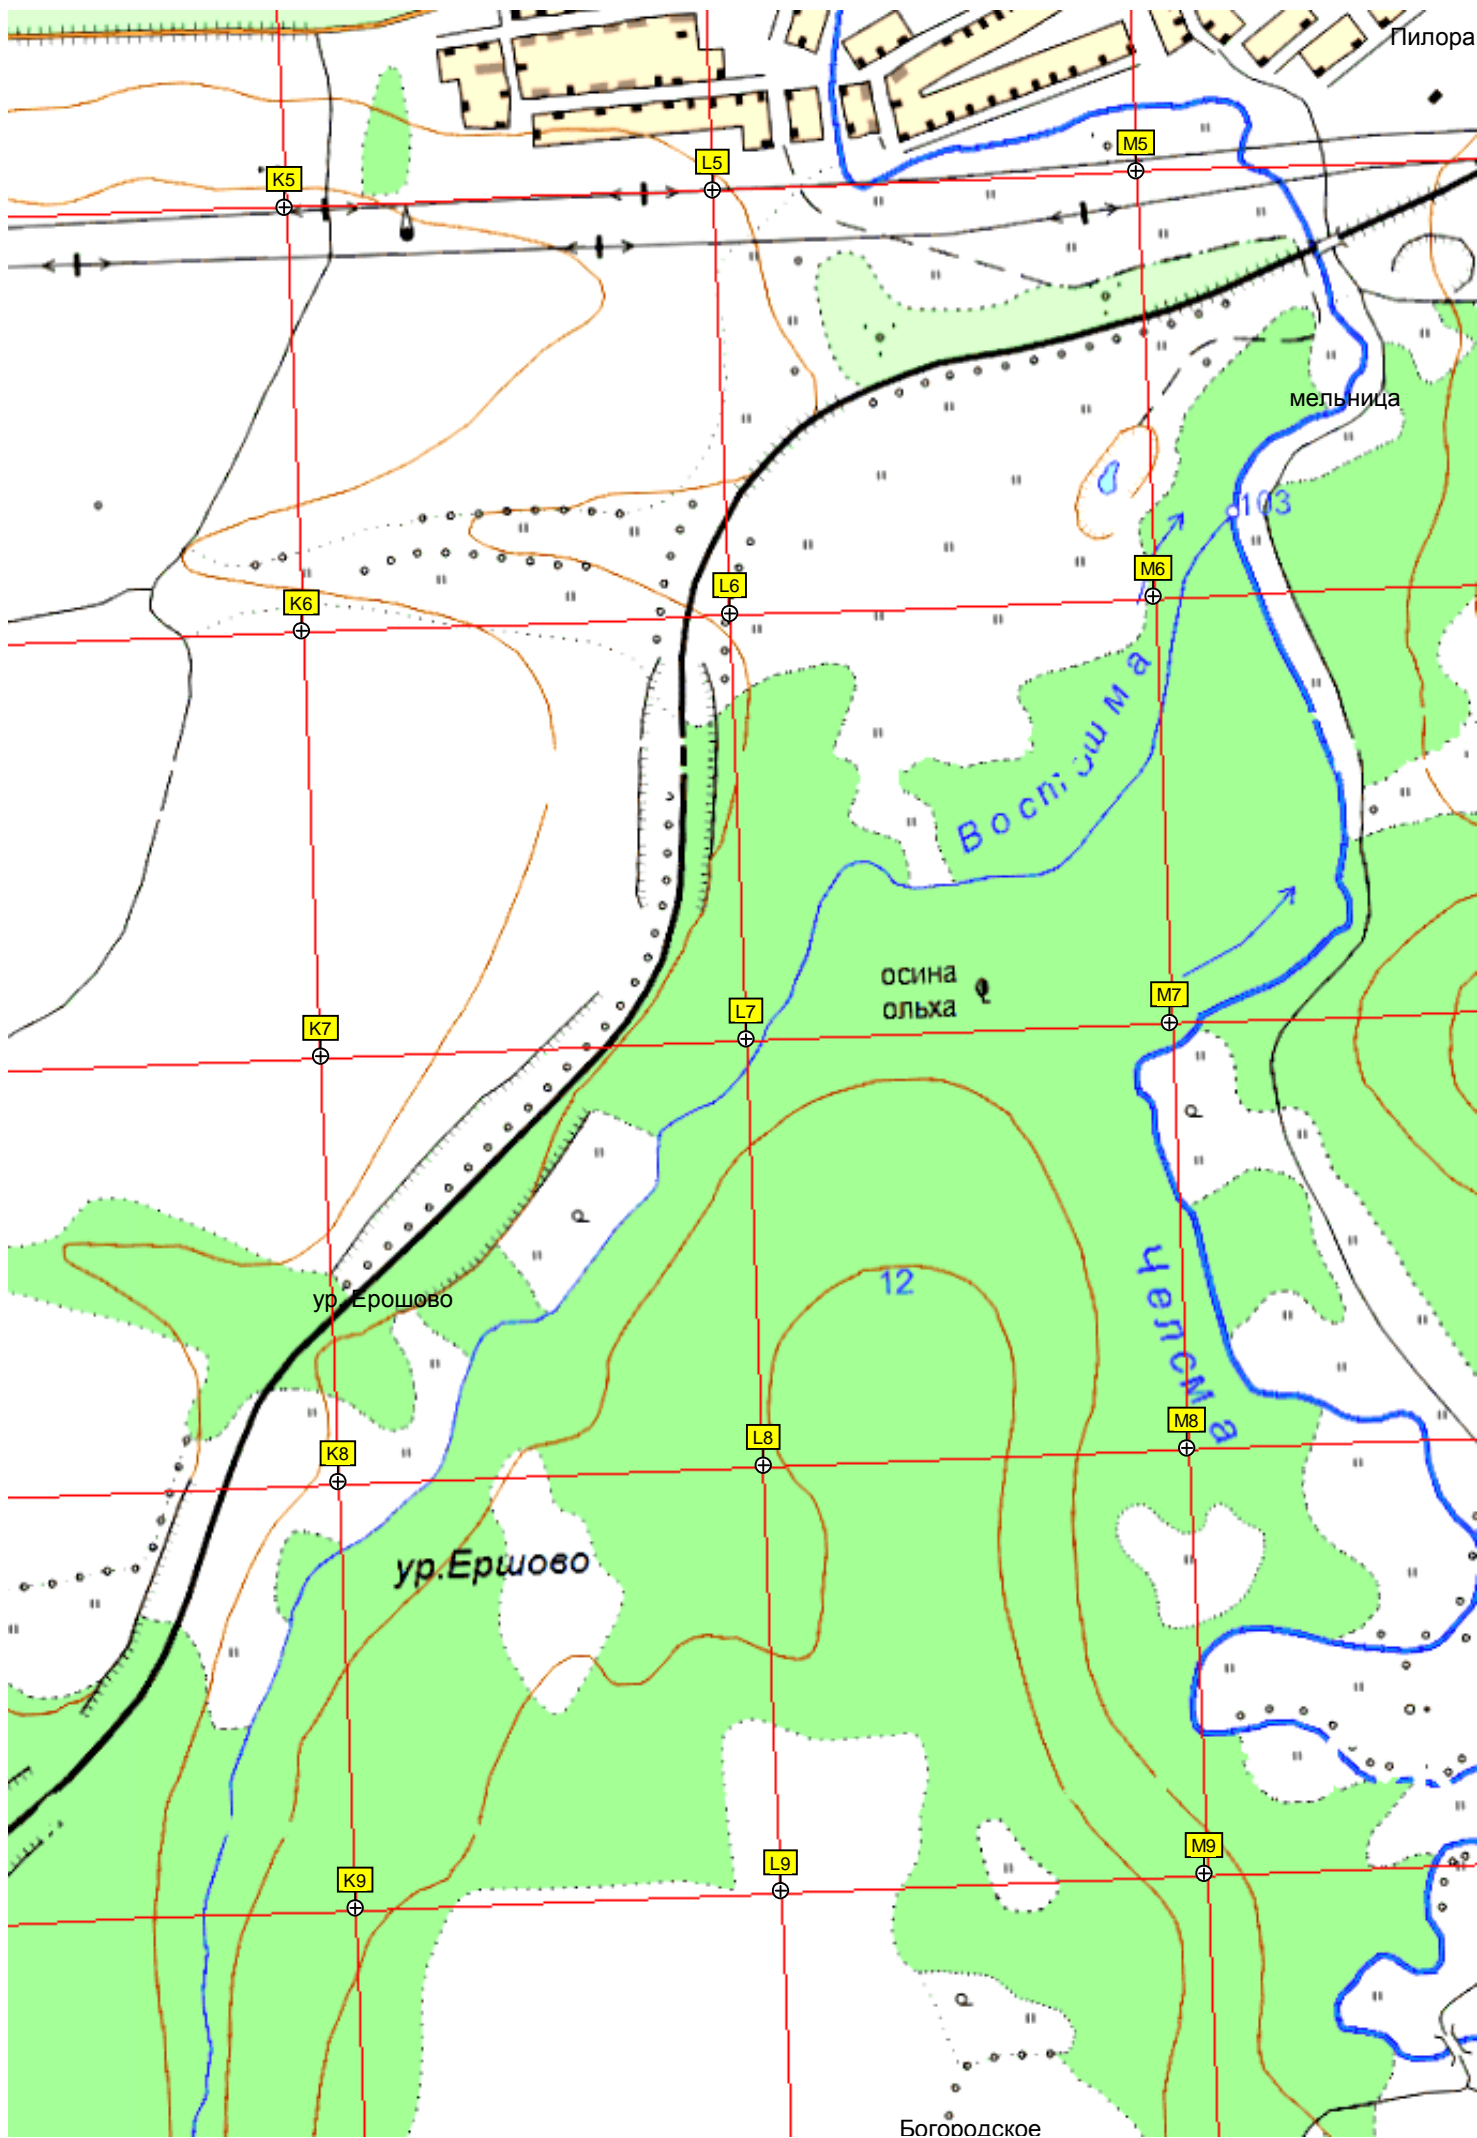 Пилора
M5
L5
K5
мельница
103
M6
L6
K6
осина
ольха
M7
L7
K7
12
ур. Ерошово
Челсма
M8
L8
K8
ур.Ершово
M9
L9
K9
Богородское